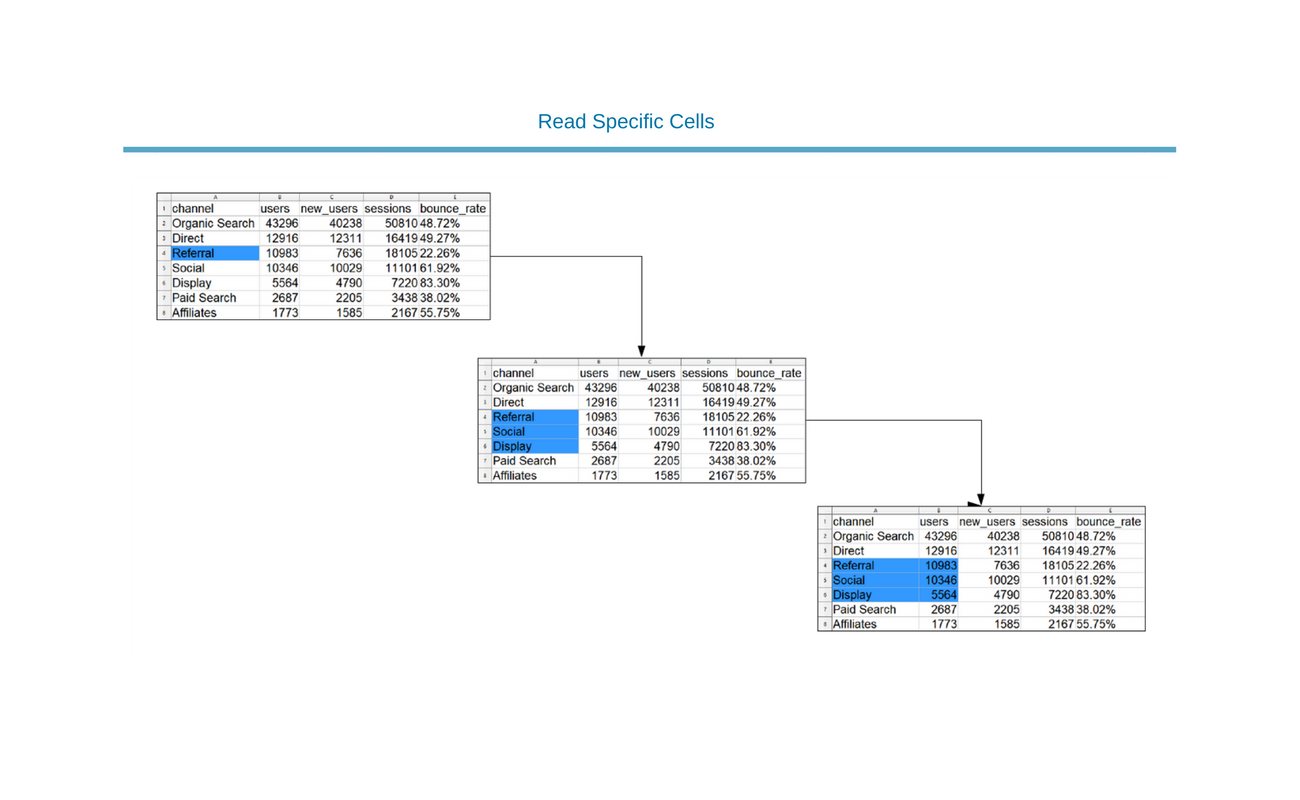 Read Specific Cells
A B C D E
1 channel users new_users sessions bounce_rate
2 Organic Search 43296 40238 50810 48.72%
3 Direct 12916 12311 16419 49.27%
4 Referral 10983 7636 18105 22.26%
5 Social 10346 10029 11101 61.92%
6 Display 5564 4790 7220 83.30%
7 Paid Search 2687 2205 3438 38.02%
8 Affiliates 1773 1585 2167 55.75%
A B C D E
1 channel users new_users sessions bounce_rate
2 Organic Search 43296 40238 50810 48.72%
3 Direct 12916 12311 16419 49.27%
4 Referral 10983 7636 18105 22.26%
5 Social 10346 10029 11101 61.92%
6 Display 5564 4790 7220 83.30%
7 Paid Search 2687 2205 3438 38.02%
8 Affiliates 1773 1585 2167 55.75%
A B C D E
1 channel users new_users sessions bounce_rate
2 Organic Search 43296 40238 50810 48.72%
3 Direct 12916 12311 16419 49.27%
4 Referral 10983 7636 18105 22.26%
5 Social 10346 10029 11101 61.92%
6 Display 5564 4790 7220 83.30%
7 Paid Search 2687 2205 3438 38.02%
8 Affiliates 1773 1585 2167 55.75%